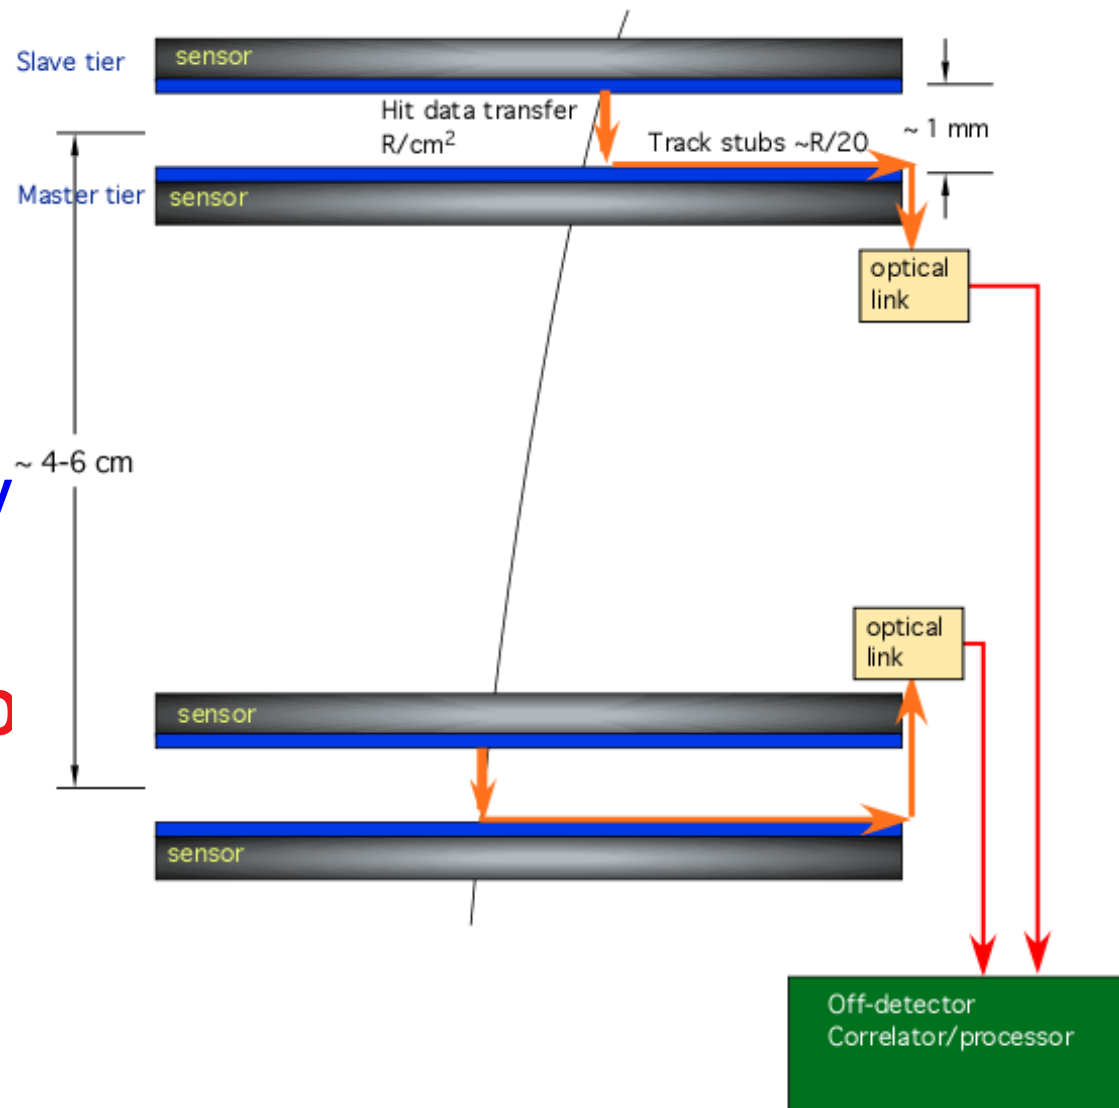 Slave tier
sensor
Hit data transfer
R/cm²
Track stubs ~R/20
~ 1 mm
Master tier
sensor
optical
link
~ 4-6 cm
y
optical
link
sensor
sensor
Off-detector
Correlator/processor